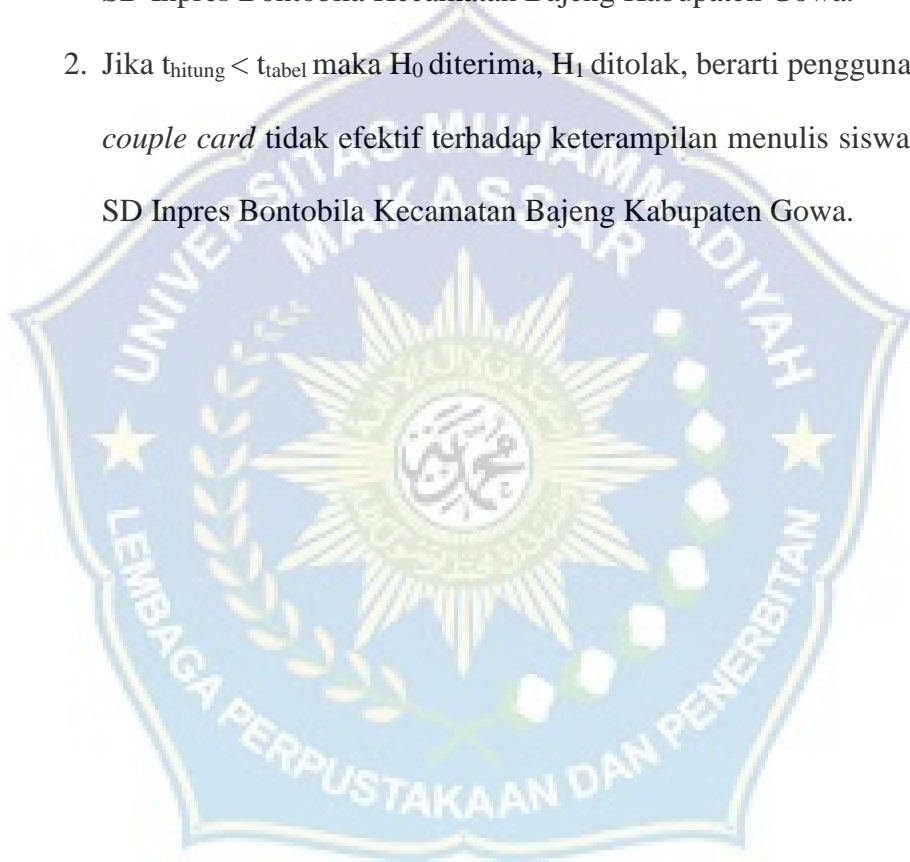 SD Inpres Bontobila Kecamatan Bajeng Kabupaten Gowa.
2. Jika thitung < ttabel maka H0 diterima, H1 ditolak, berarti pengguna
couple card tidak efektif terhadap keterampilan menulis siswa
SD Inpres Bontobila Kecamatan Bajeng Kabupaten Gowa.
UNIVERSITAS MUHAMMADIYAH
MAKASSAR
LEMBAGA PERPUSTAKAAN DAN PENERBITAN